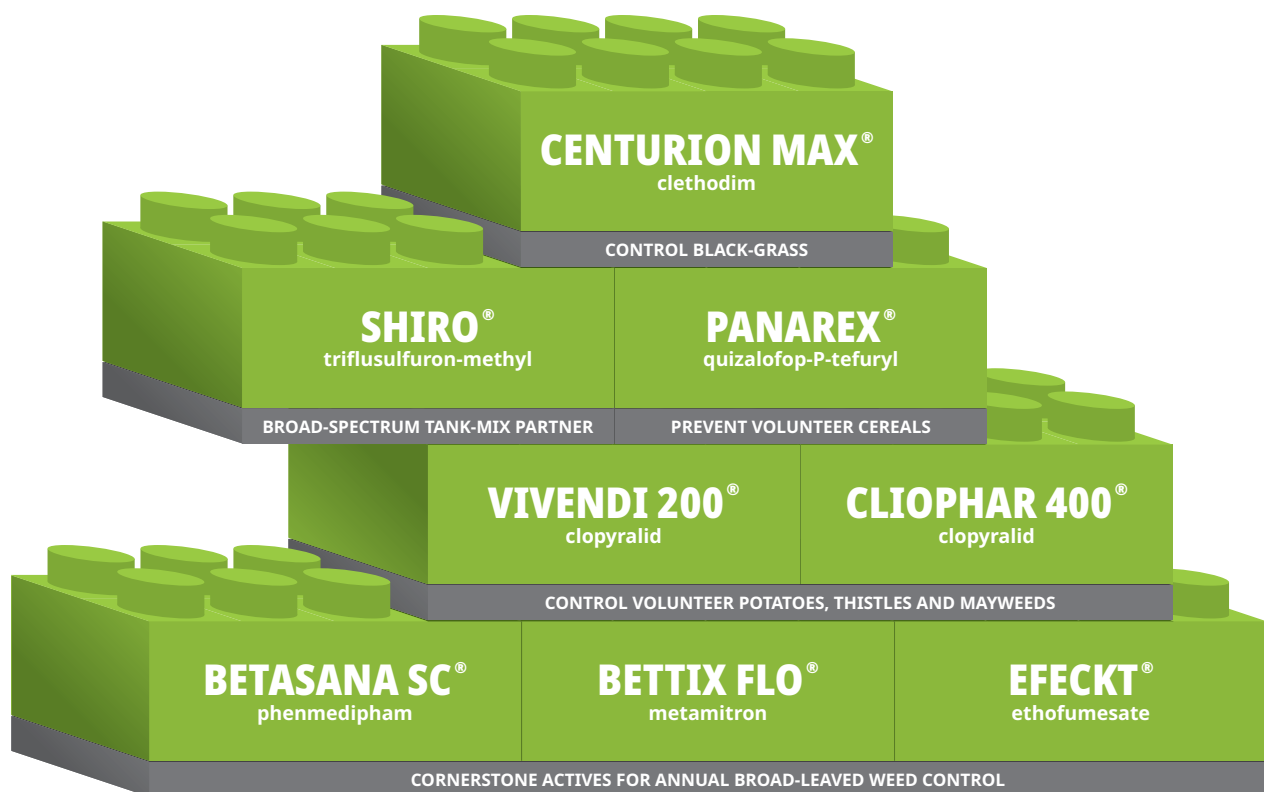 CENTURION MAX®
clethodim
CONTROL BLACK-GRASS
SHIRO®
triflusulfuron-methyl
BROAD-SPECTRUM TANK-MIX PARTNER
PANAREX®
quizalofop-P-tefuryl
PREVENT VOLUNTEER CEREALS
VIVENDI 200®
clopyralid
CLIOPHAR 400®
clopyralid
CONTROL VOLUNTEER POTATOES, THISTLES AND MAYWEEDS
BETASANA SC®
phenmedipham
BETTIX FLO®
metamitron
EFECKT®
ethofumesate
CORNERSTONE ACTIVES FOR ANNUAL BROAD-LEAVED WEED CONTROL